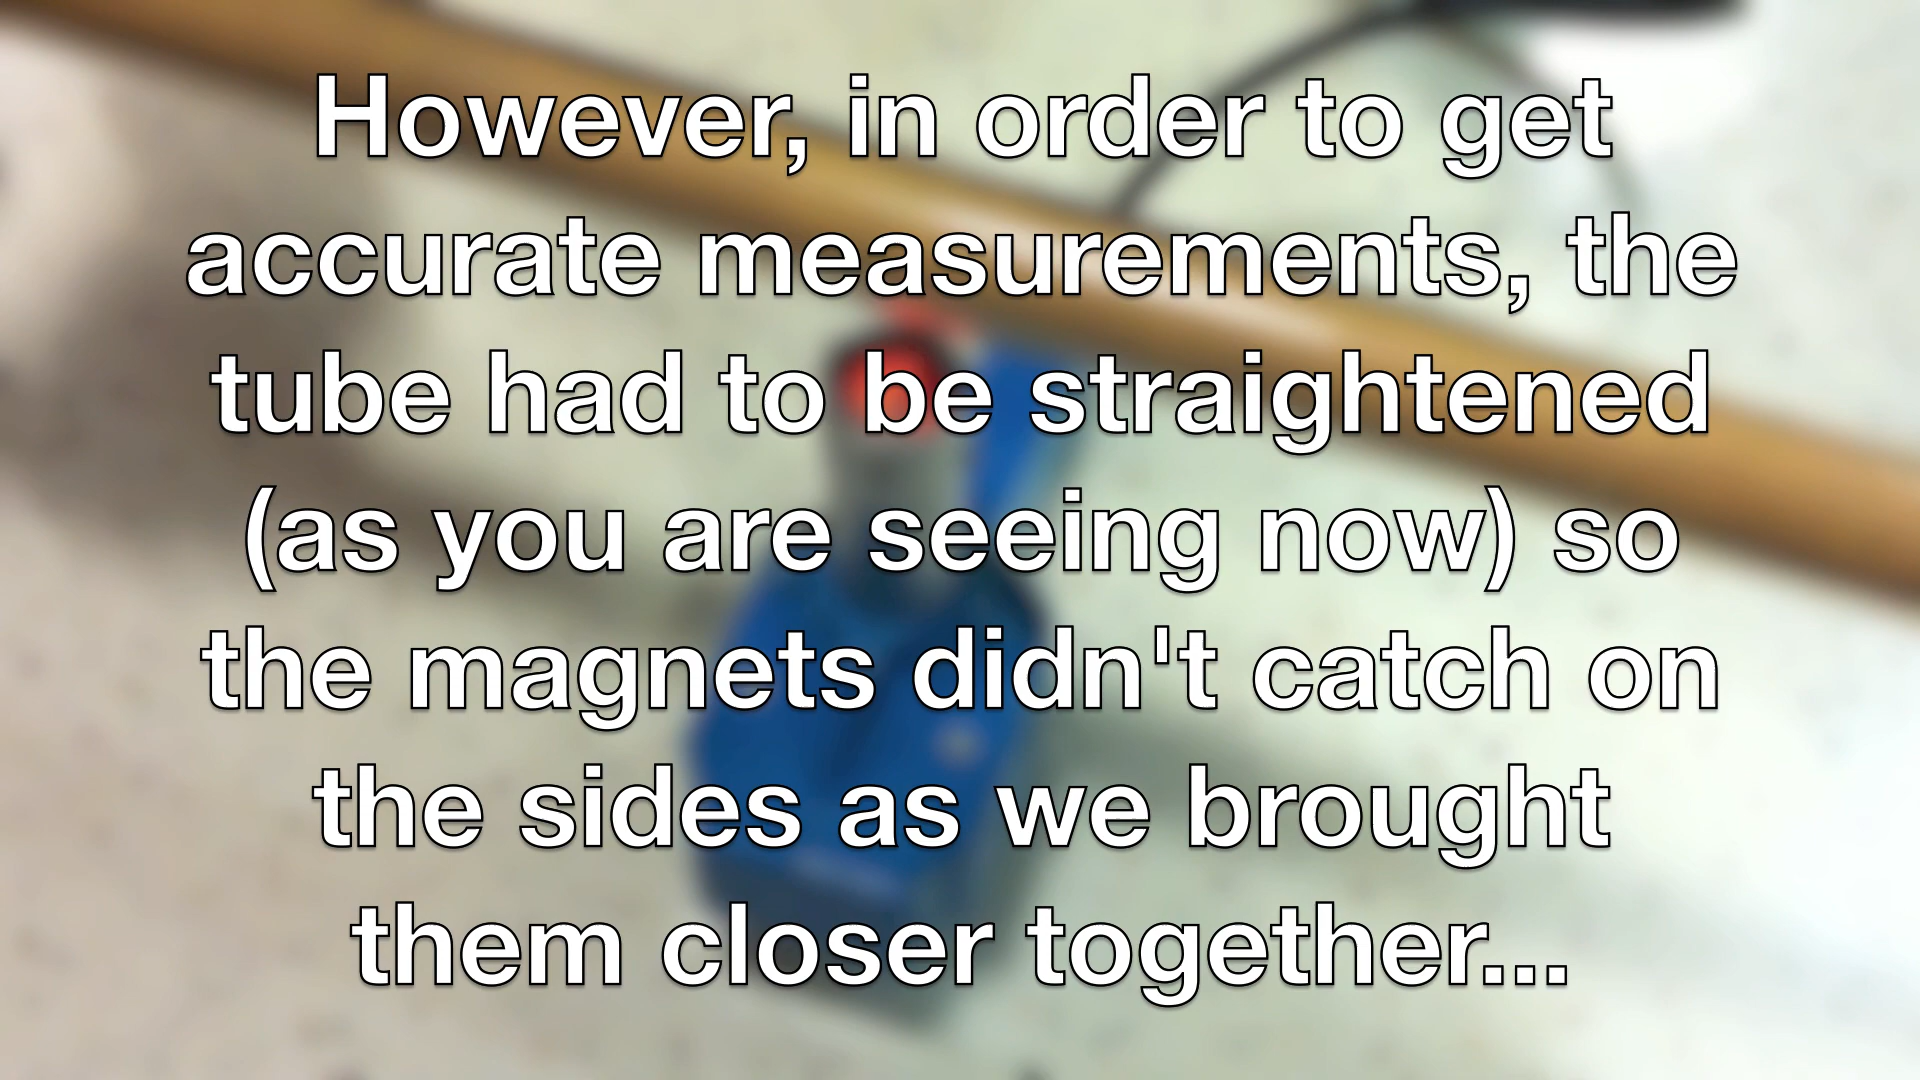 However, in order to get
accurate measurements, the
tube had to be straightened
(as you are seeing now) so
the magnets didn't catch on
the sides as we brought
them closer together...